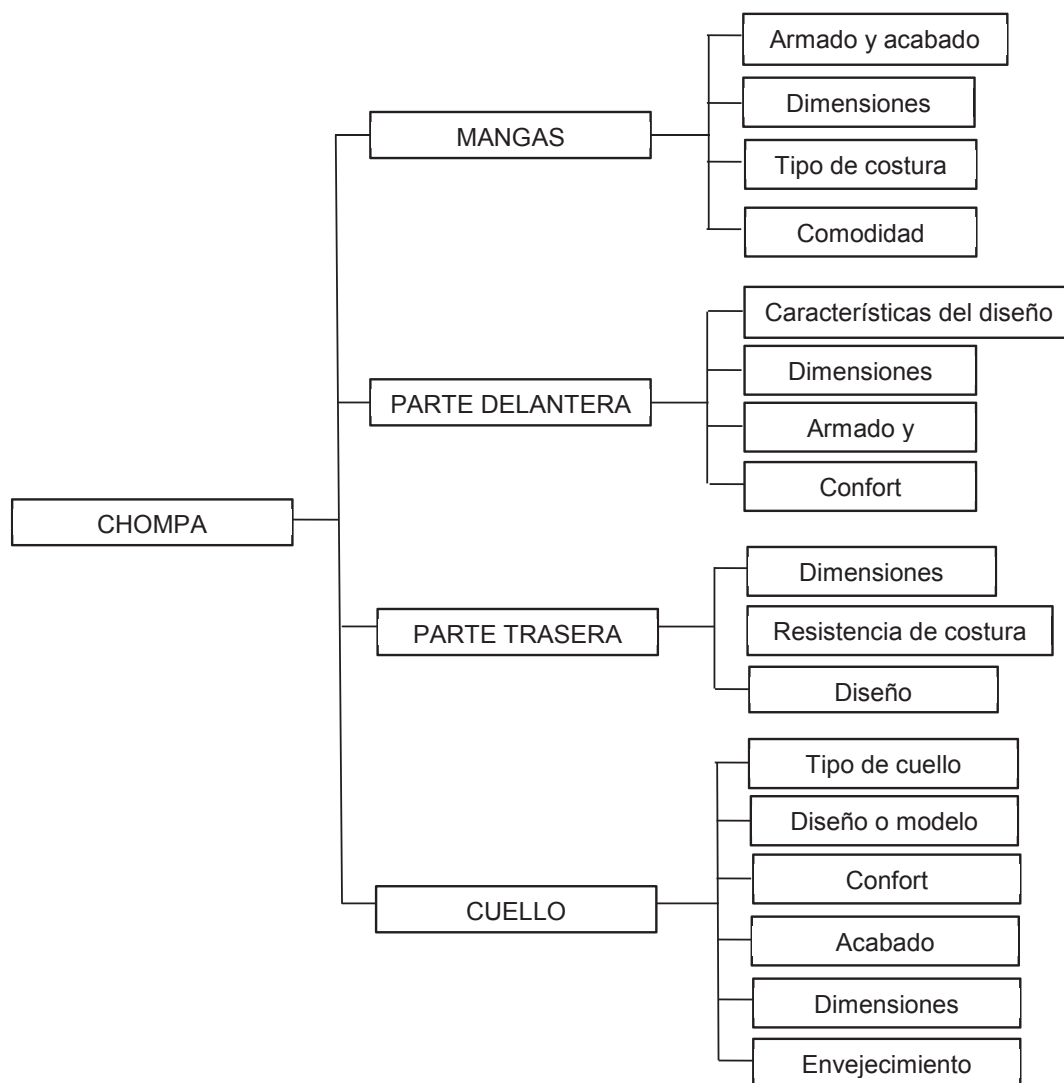 CHOMPA
MANGAS
Armado y acabado
Dimensiones
Tipo de costura
Comodidad
PARTE DELANTERA
Características del diseño
Dimensiones
Armado y
Confort
PARTE TRASERA
Dimensiones
Resistencia de costura
Diseño
CUELLO
Tipo de cuello
Diseño o modelo
Confort
Acabado
Dimensiones
Envejecimiento